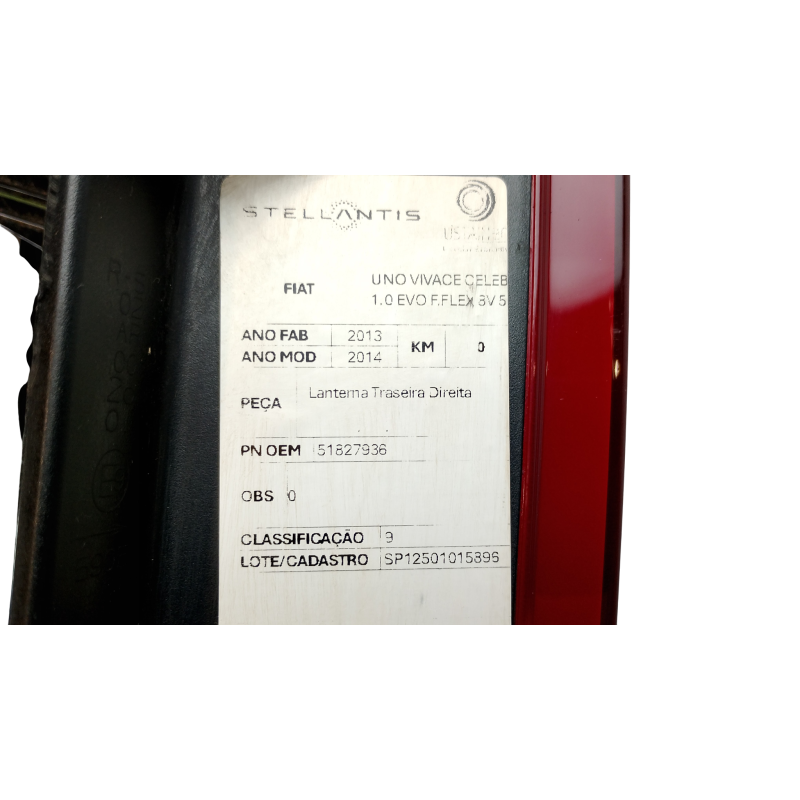 STELLANTIS
FIAT
UNO VIVACE CELEB
1.0 EVO F.FLEX 8V 5
ANO FAB 2013
ANO MOD 2014
KM 0
PEÇA Lanterna Traseira Direita
PN OEM 51827936
OBS 0
CLASSIFICAÇÃO 9
LOTE/CADASTRO SP12501015896